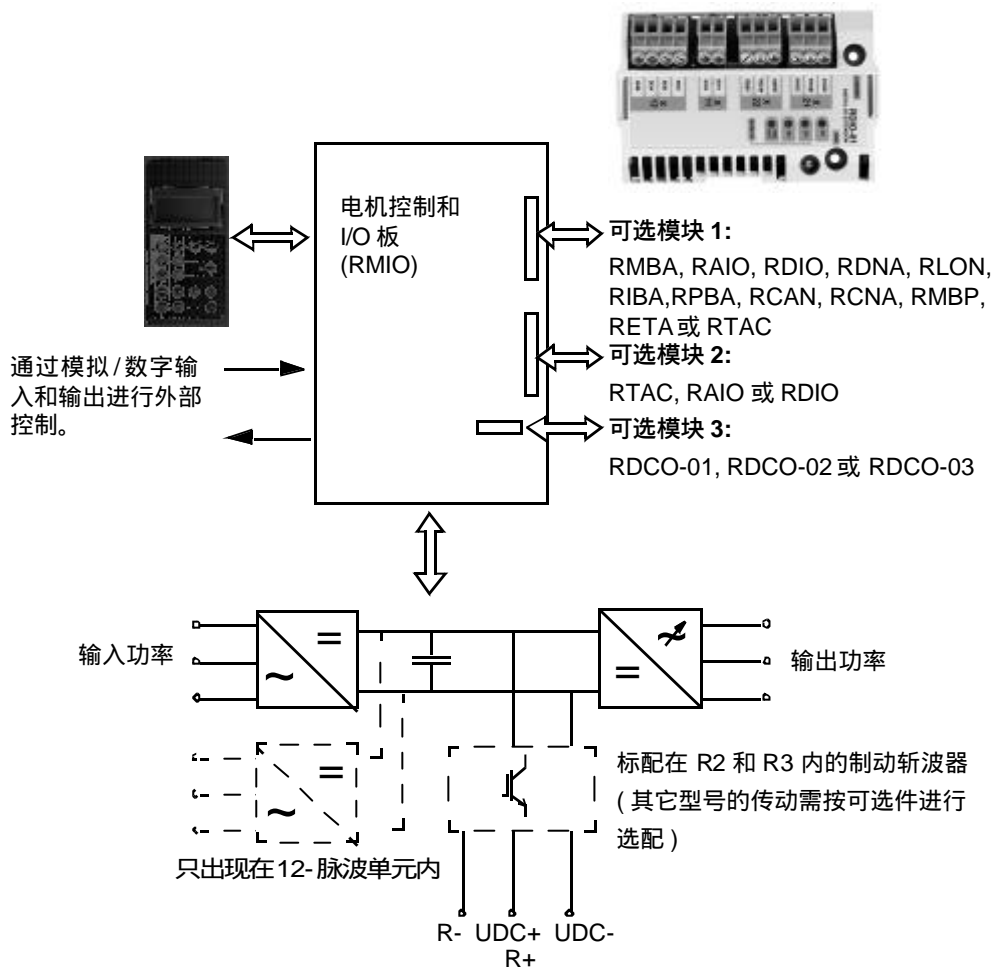 电机控制和
I/O 板
(RMIO)
可选模块 1:
RMBA, RAIO, RDIO, RDNA, RLON,
RIBA,RPBA, RCAN, RCNA, RMBP,
RETA或 RTAC
可选模块 2:
RTAC, RAIO 或 RDIO
可选模块 3:
RDCO-01, RDCO-02 或 RDCO-03
通过模拟/数字输
入和输出进行外部
控制。
输入功率
=
~
=
输出功率
=
~
标配在 R2 和 R3 内的制动斩波器
(其它型号的传动需按可选件进行
选配)
只出现在12-脉波单元内
R- UDC+ UDC-
R+